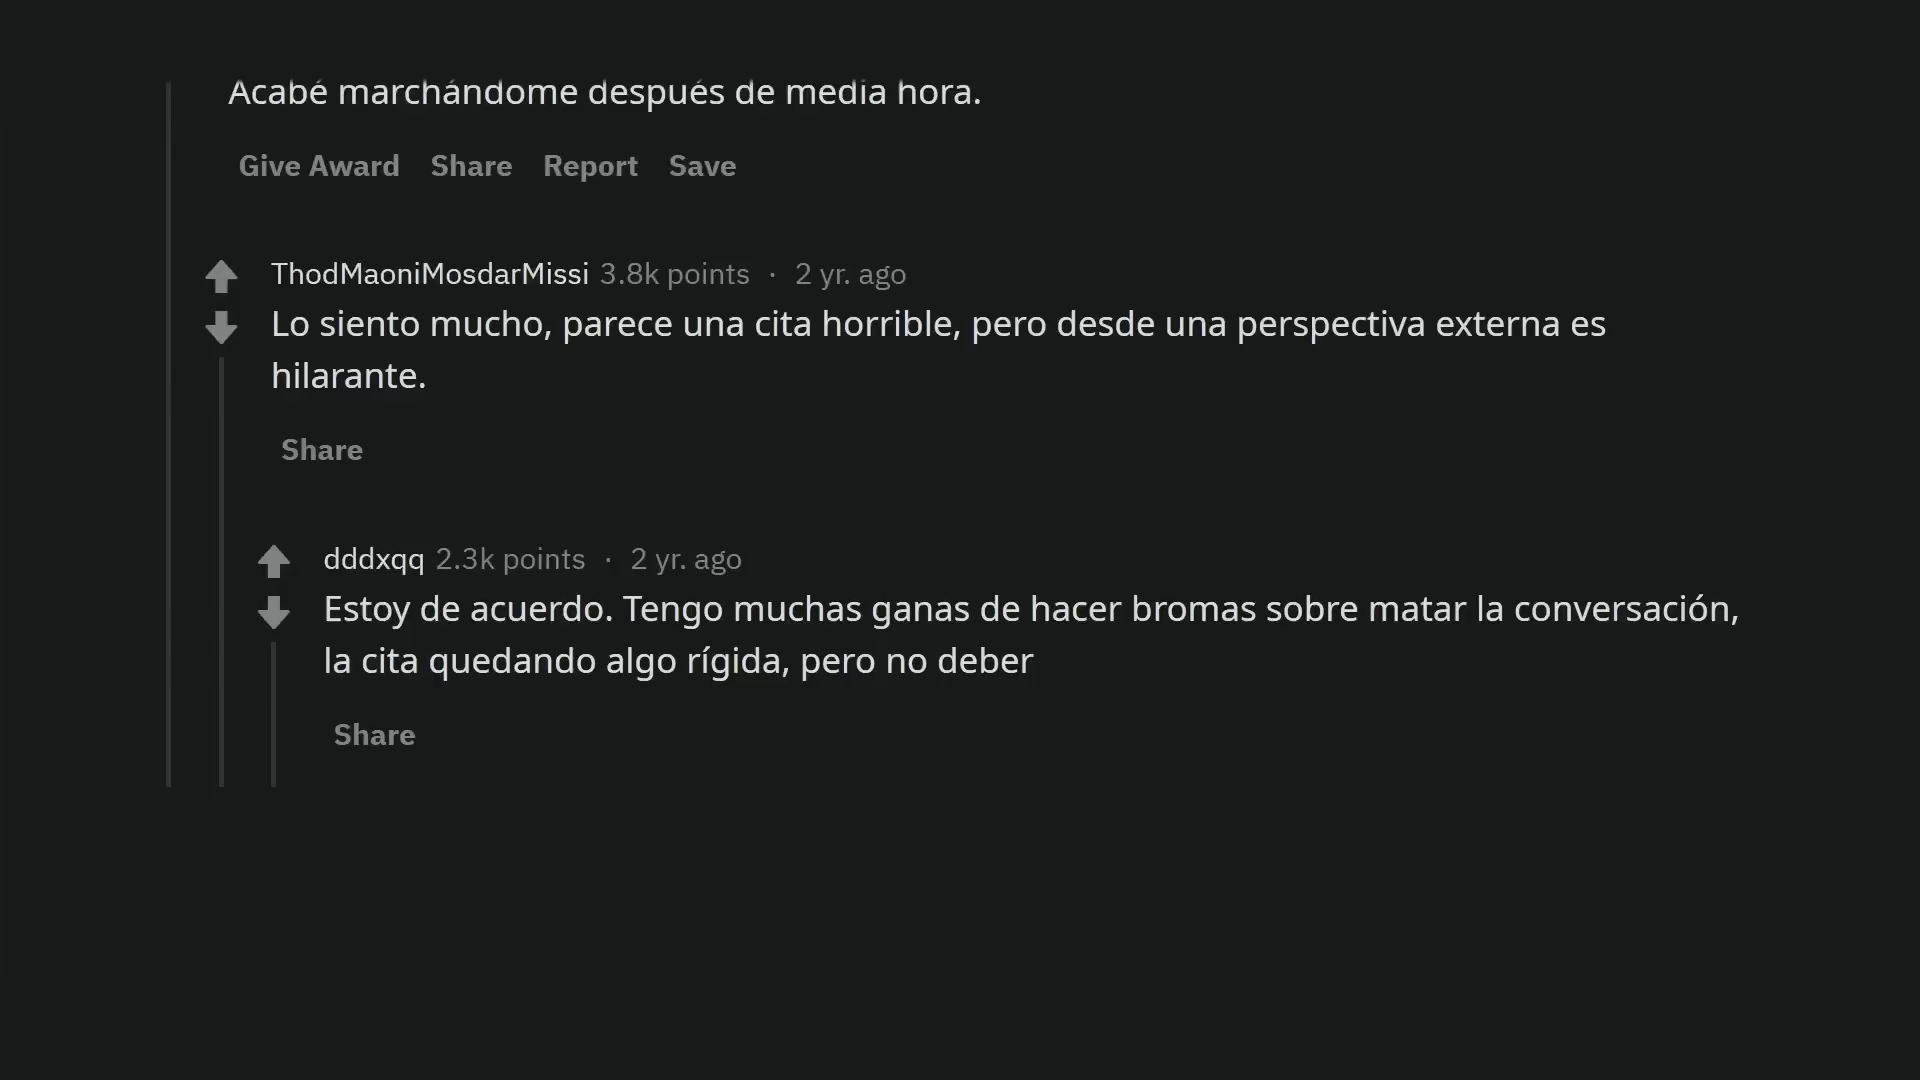 Acabé marchándome después de media hora.
Give Award Share Report Save
ThodMaoniMosdarMissi 3.8k points · 2 yr. ago
Lo siento mucho, parece una cita horrible, pero desde una perspectiva externa es
hilarante.
Share
dddxqq 2.3k points · 2 yr. ago
Estoy de acuerdo. Tengo muchas ganas de hacer bromas sobre matar la conversación,
la cita quedando algo rígida, pero no deber
Share